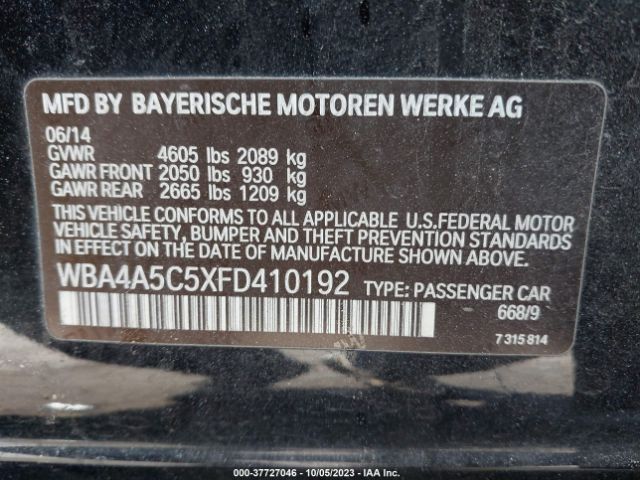 MFD BY BAYERISCHE MOTOREN WERKE AG
06/14
GVWR 4605 lbs 2089 kg
GAWR FRONT 2050 lbs 930 kg
GAWR REAR 2665 lbs 1209 kg
THIS VEHICLE CONFORMS TO ALL APPLICABLE U.S.FEDERAL MOTOR
VEHICLE SAFETY, BUMPER AND THEFT PREVENTION STANDARDS
IN EFFECT ON THE DATE OF MANUFACTURE SHOWN ABOVE.
WBA4A5C5XFD410192 TYPE: PASSENGER CAR
668/9
7 315 814
000-37727046 | 10/05/2023 - IAA Inc.